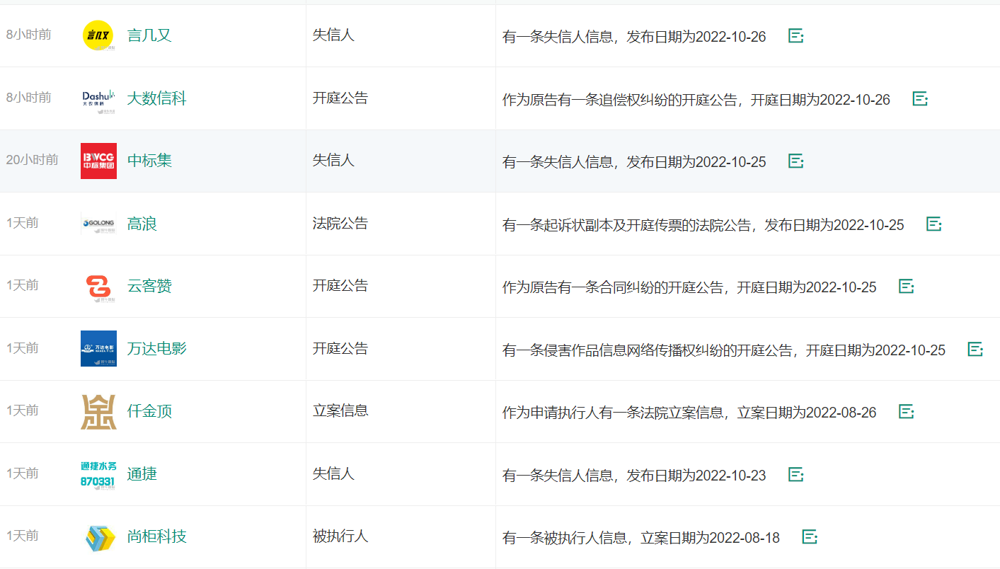 8小时前 言几又 言几又 失信人 有一条失信人信息，发布日期为2022-10-26
8小时前 Dashu 大数信科 大数信科 开庭公告 作为原告有一条追偿权纠纷的开庭公告，开庭日期为2022-10-26
20小时前 BWCG 中标集团 中标集 失信人 有一条失信人信息，发布日期为2022-10-25
1天前 GOLONG 高浪 法院公告 有一条起诉状副本及开庭传票的法院公告，发布日期为2022-10-25
1天前 云客赞 开庭公告 作为原告有一条合同纠纷的开庭公告，开庭日期为2022-10-25
1天前 万达电影 万达电影 开庭公告 有一条侵害作品信息网络传播权纠纷的开庭公告，开庭日期为2022-10-25
1天前 仟金顶 立案信息 作为申请执行人有一条法院立案信息，立案日期为2022-08-26
1天前 通捷水务 870331 通捷 失信人 有一条失信人信息，发布日期为2022-10-23
1天前 尚柜科技 被执行人 有一条被执行人信息，立案日期为2022-08-18